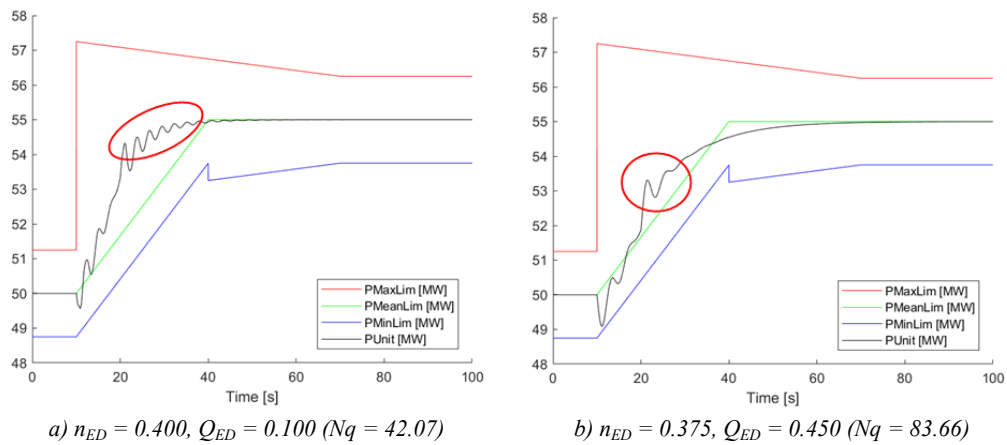 58
57
56
55
54
53
52
51
50
49
48
0
20
40
60
80
100
Time [s]
PMaxLim [MW]
PMeanLim [MW]
PMinLim [MW]
PUnit [MW]
a) nED = 0.400, QED = 0.100 (Nq = 42.07)
58
57
56
55
54
53
52
51
50
49
48
0
20
40
60
80
100
Time [s]
PMaxLim [MW]
PMeanLim [MW]
PMinLim [MW]
PUnit [MW]
b) nED = 0.375, QED = 0.450 (Nq = 83.66)